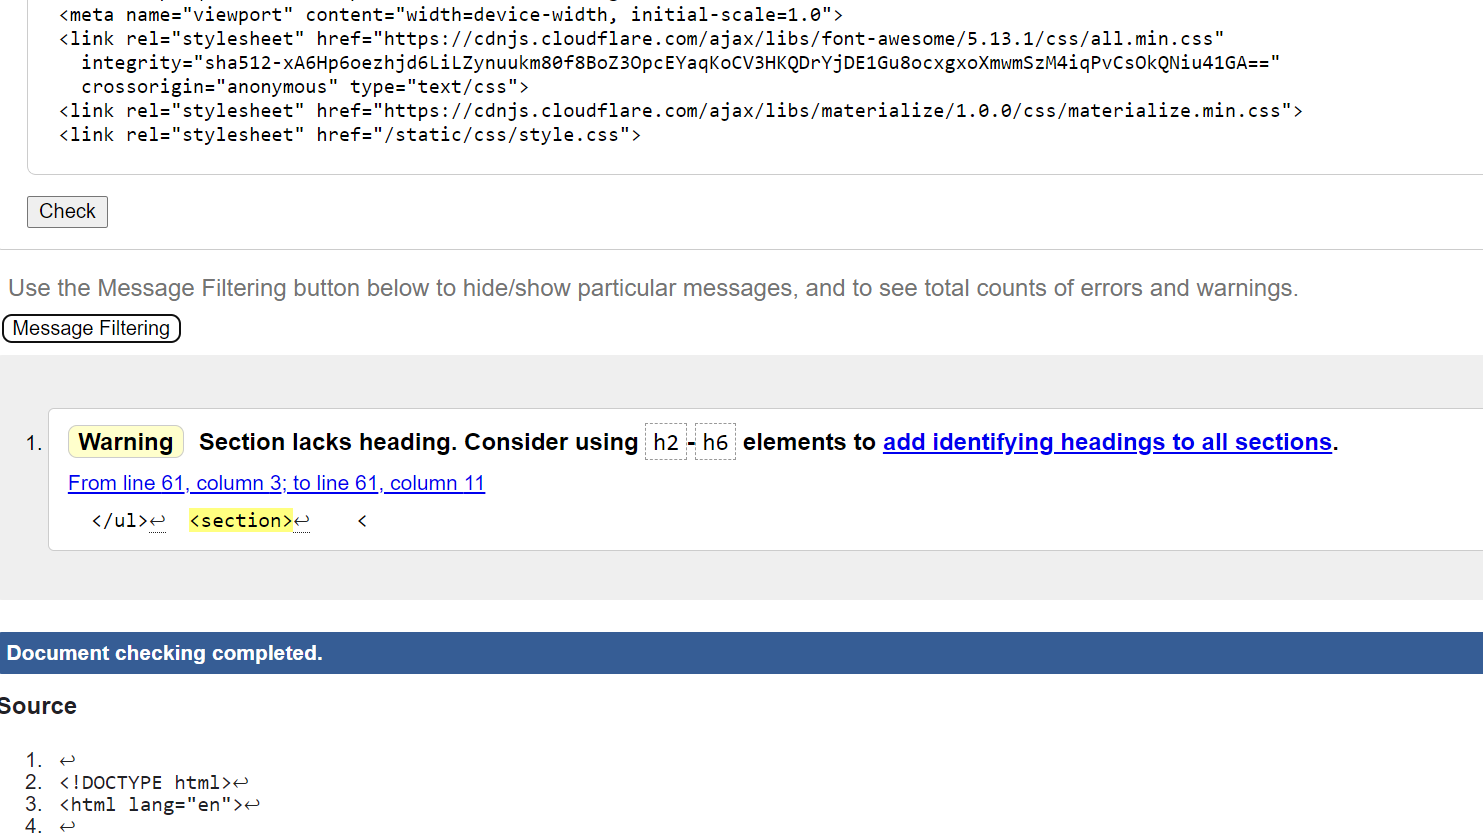 <meta name="viewport" content="width=device-width, initial-scale=1.0">
<link rel="stylesheet" href="https://cdnjs.cloudflare.com/ajax/libs/font-awesome/5.13.1/css/all.min.css"
integrity="sha512-xA6Hp6oezhjd6LiLZynuukm80f8BoZ3OpcEYaqKoCV3HKQDrYjDE1Gu8ocxgxoXmwmSzM4iqPvCsOkQNiu41GA=="
crossorigin="anonymous" type="text/css">
<link rel="stylesheet" href="https://cdnjs.cloudflare.com/ajax/libs/materialize/1.0.0/css/materialize.min.css">
<link rel="stylesheet" href="/static/css/style.css">
Check
Use the Message Filtering button below to hide/show particular messages, and to see total counts of errors and warnings.
Message Filtering
1. Warning Section lacks heading. Consider using h2-h6 elements to add identifying headings to all sections.
From line 61, column 3; to line 61, column 11
</ul>↩ <section>↩ <
Document checking completed.
Source
1. ↩
2. <!DOCTYPE html>↩
3. <html lang="en">↩
4. ↩